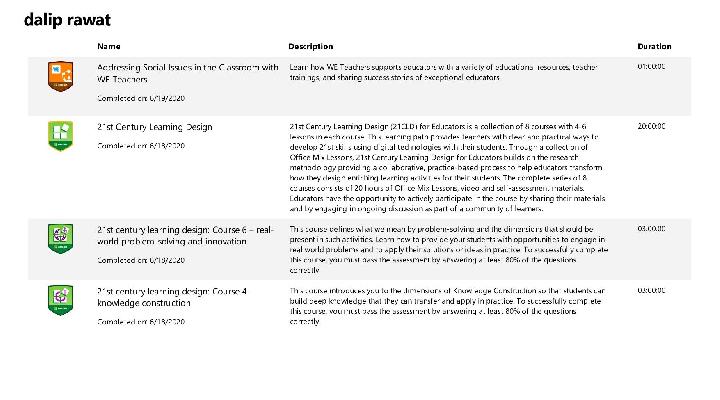 dalip rawat
Name Description Duration
Addressing Social Issues in the Classroom with
WE Teachers
Completed on: 6/19/2020
Learn how WE Teachers supports educators with a variety of educational resources, teacher
trainings, and sharing success stories of exceptional educators.
01:00:00
21st Century Learning Design
Completed on: 6/18/2020
21st Century Learning Design (21CLD) for Educators is a collection of 8 courses with 4-6
lessons in each course. This learning path provides teachers with clear and practical ways to
develop 21st skills using digital technologies with their students. Through a collection of
Office Mix Lessons, 21st Century Learning Design for Educators builds on the research
methodology providing a collaborative, practice-based process to help educators transform
how they design enriching learning activities for their students. The complete series of 8
courses consists of 20 hours of Office Mix Lessons, video and self-assessment materials.
Educators have the opportunity to actively participate in the course by sharing their materials
and by engaging in ongoing discussion as part of a community of learners.
20:00:00
21st century learning design: Course 6 – real-
world problem-solving and innovation
Completed on: 6/18/2020
This course defines what we mean by problem-solving and the dimensions that should be
present in such activities. Learn how to provide your students with opportunities to engage in
real world problems and to apply their solutions or ideas in practice. To successfully complete
this course, you must pass the assessment by answering at least 80% of the questions
correctly.
03:00:00
21st century learning design: Course 4 -
knowledge construction
Completed on: 6/18/2020
This course introduces you to the dimensions of Knowledge Construction so that students can
build deep knowledge that they can transfer and apply in practice. To successfully complete
this course, you must pass the assessment by answering at least 80% of the questions
correctly.
03:00:00